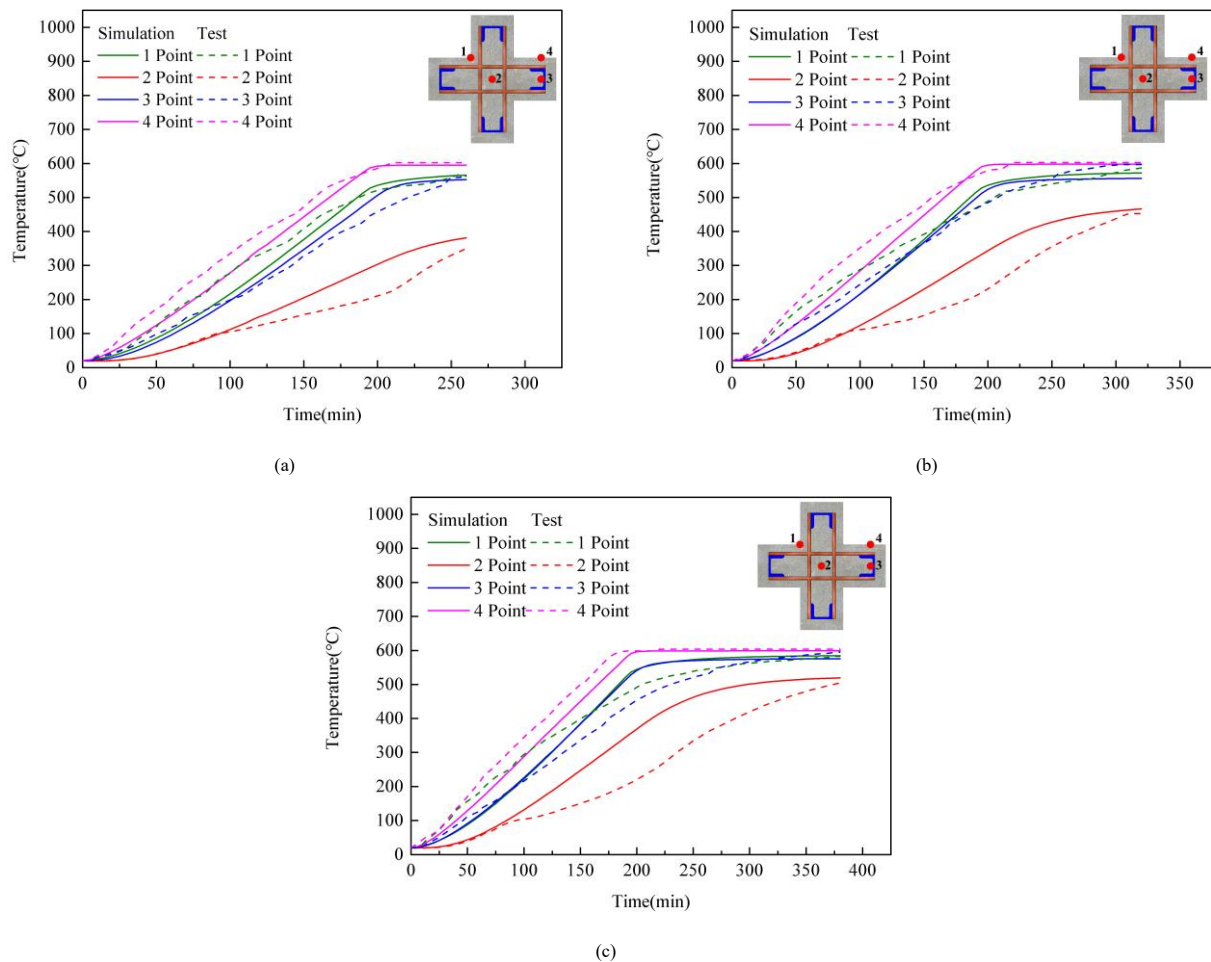 1000
900
800
700
600
500
400
300
200
100
0
Temperature(℃)
Simulation Test
1 Point 1 Point
2 Point 2 Point
3 Point 3 Point
4 Point 4 Point
1
4
2
3
0 50 100 150 200 250 300
Time(min)
(a)
1000
900
800
700
600
500
400
300
200
100
0
Temperature(℃)
Simulation Test
1 Point 1 Point
2 Point 2 Point
3 Point 3 Point
4 Point 4 Point
1
4
2
3
0 50 100 150 200 250 300 350
Time(min)
(b)
1000
900
800
700
600
500
400
300
200
100
0
Temperature(℃)
Simulation Test
1 Point 1 Point
2 Point 2 Point
3 Point 3 Point
4 Point 4 Point
1
4
2
3
0 50 100 150 200 250 300 350 400
Time(min)
(c)